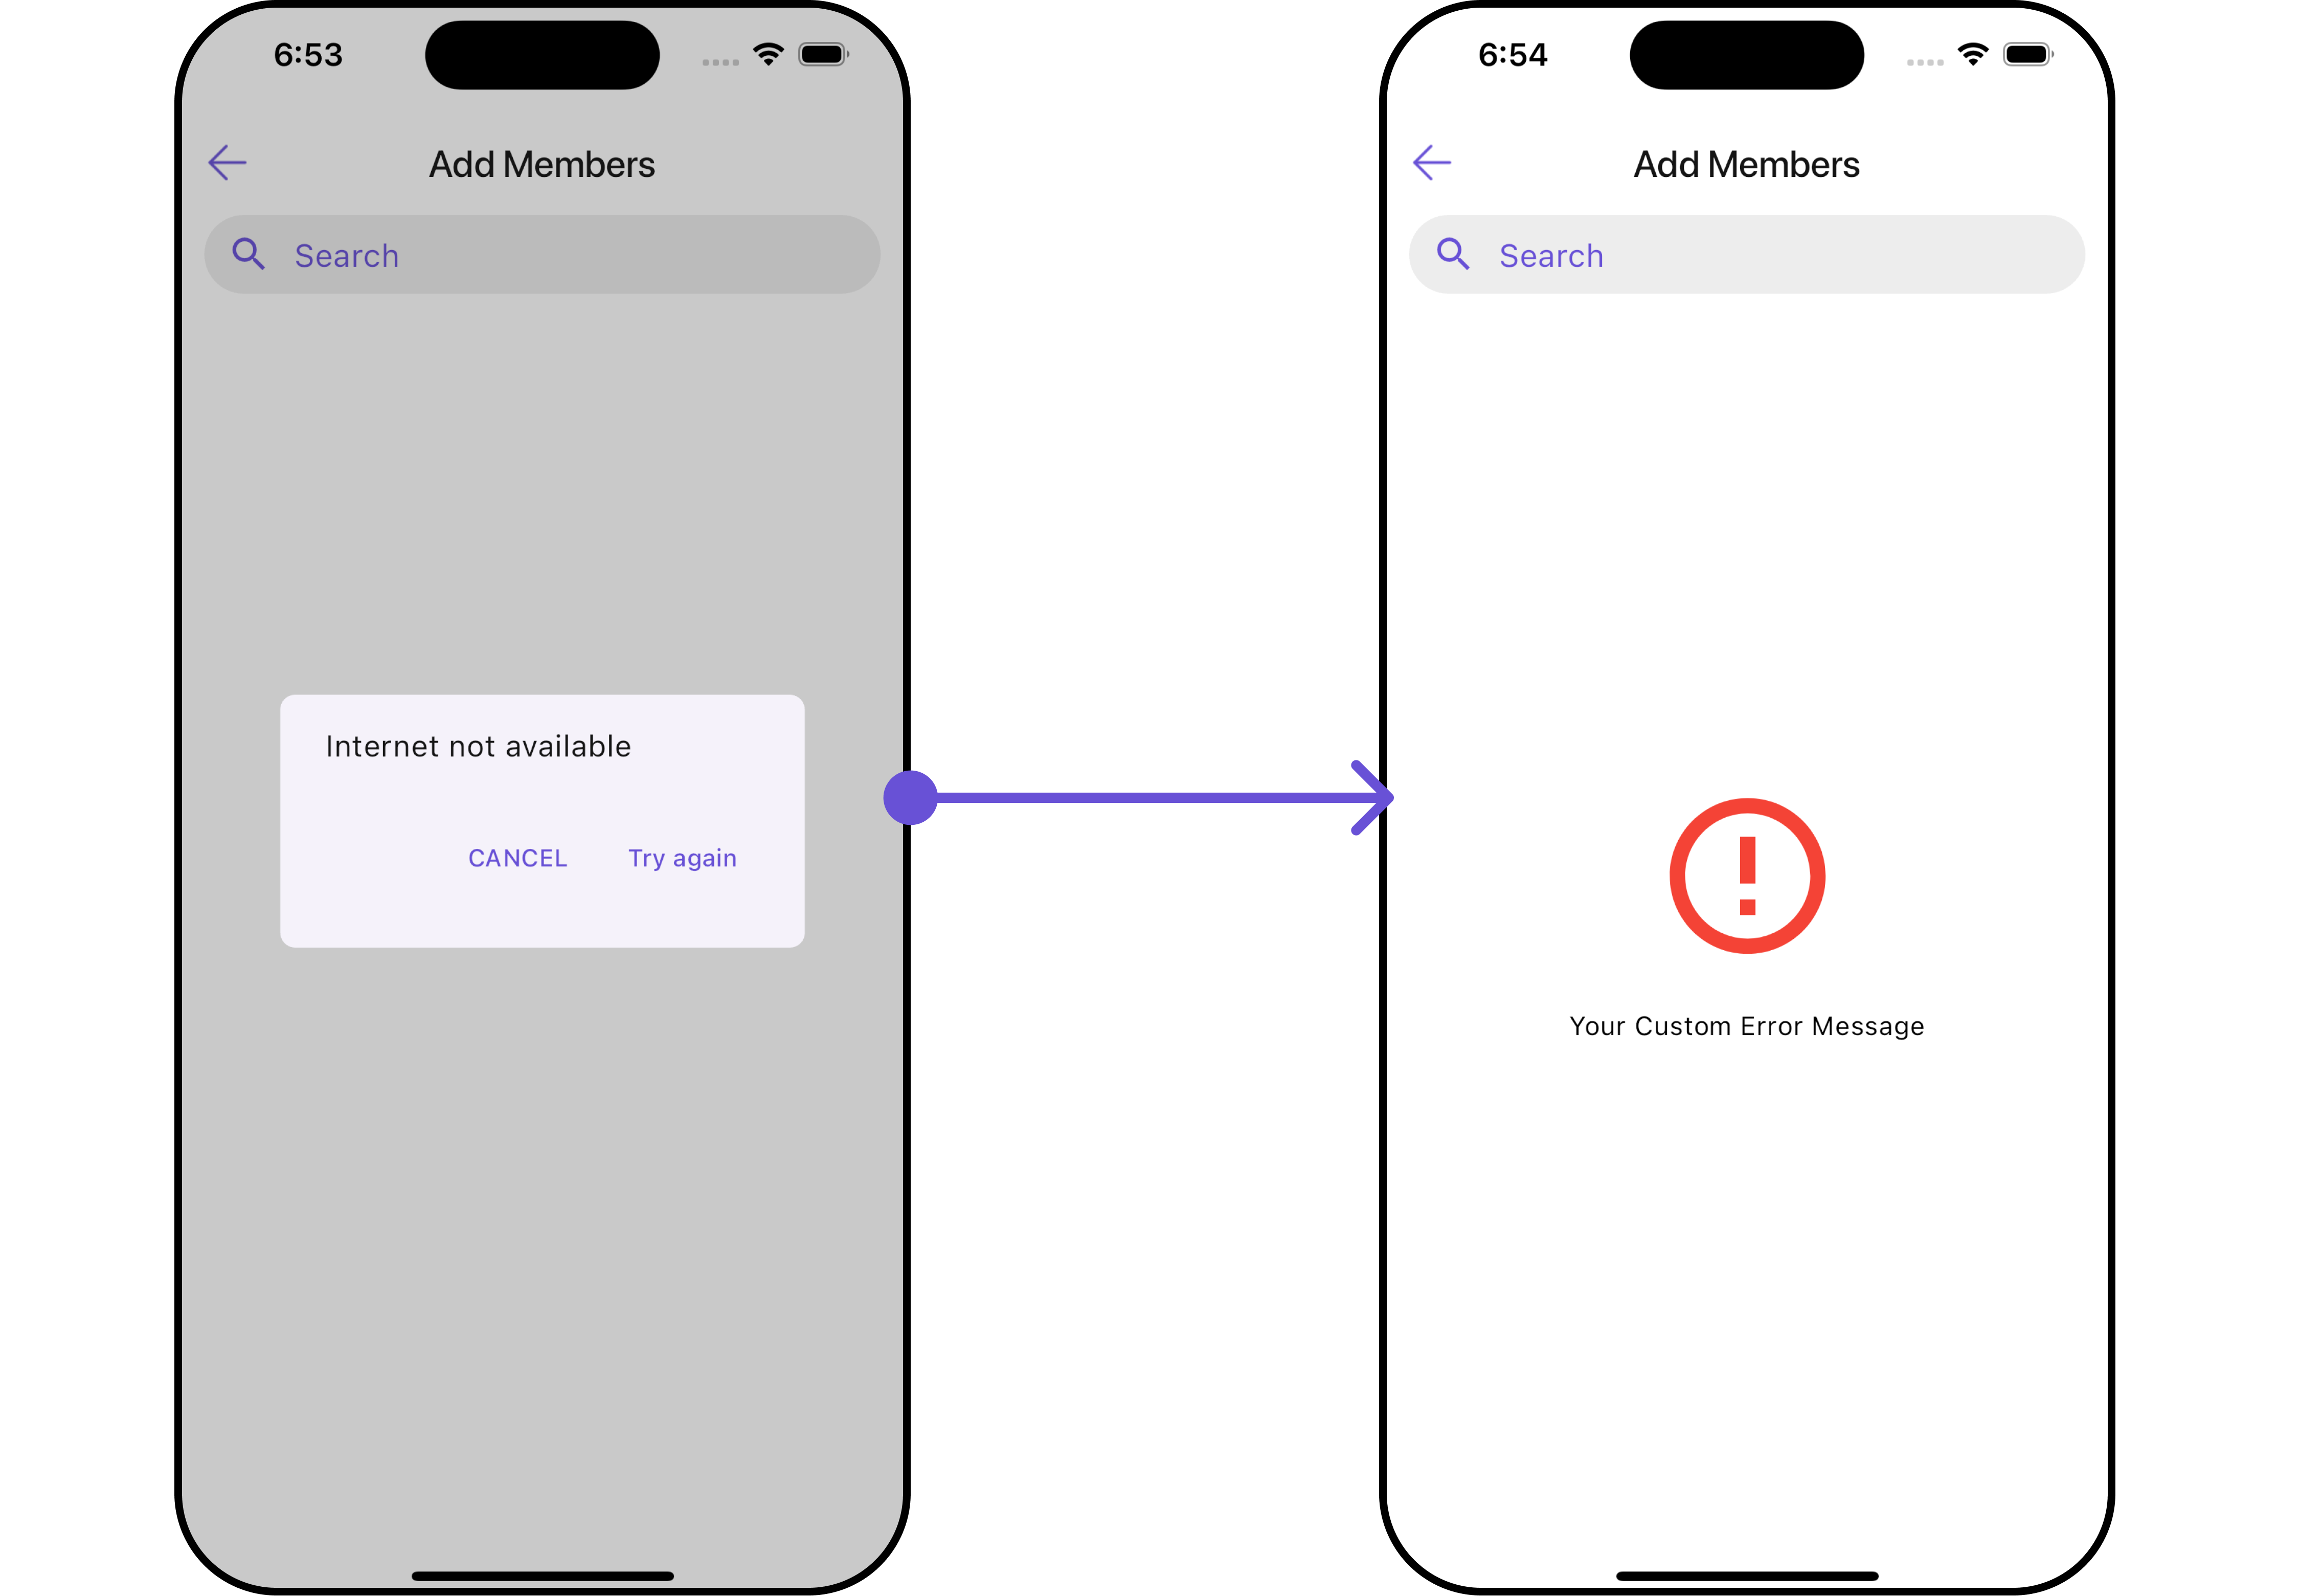 6:53
Add Members
Search
Internet not available
CANCEL Try again
6:54
Add Members
Search
Your Custom Error Message